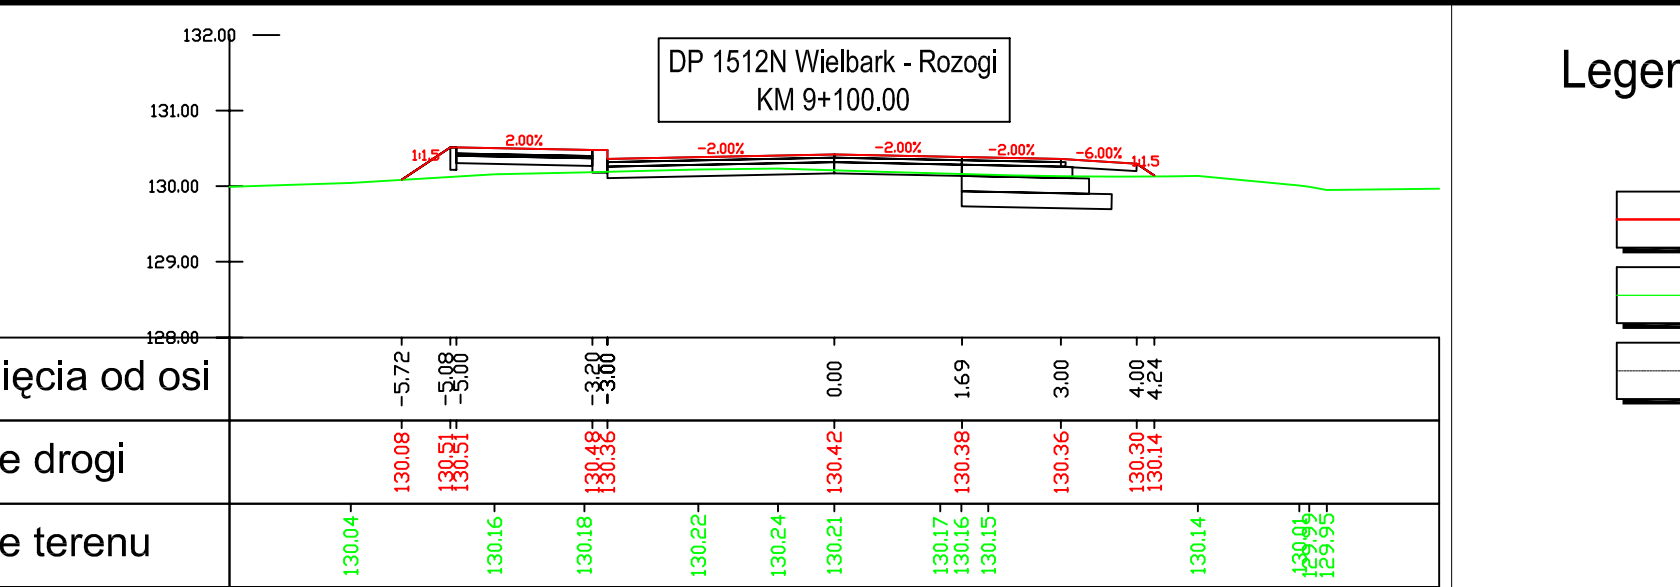 132.00
DP 1512N Wielbark - Rozogi
KM 9+100.00
Legen
131.00
1:1.5 2.00% -2.00% -2.00% -2.00% -6.00% 1:1.5
130.00
129.00
128.00
ięcia od osi -5.72 -5.08 -5.00 -3.20 -3.00 0.00 1.69 3.00 4.00 4.24
e drogi 130.08 130.51 130.51 130.48 130.36 130.42 130.38 130.36 130.30 130.14
e terenu 130.04 130.16 130.18 130.22 130.24 130.21 130.17 130.16 130.15 130.14 130.01 129.99 129.95